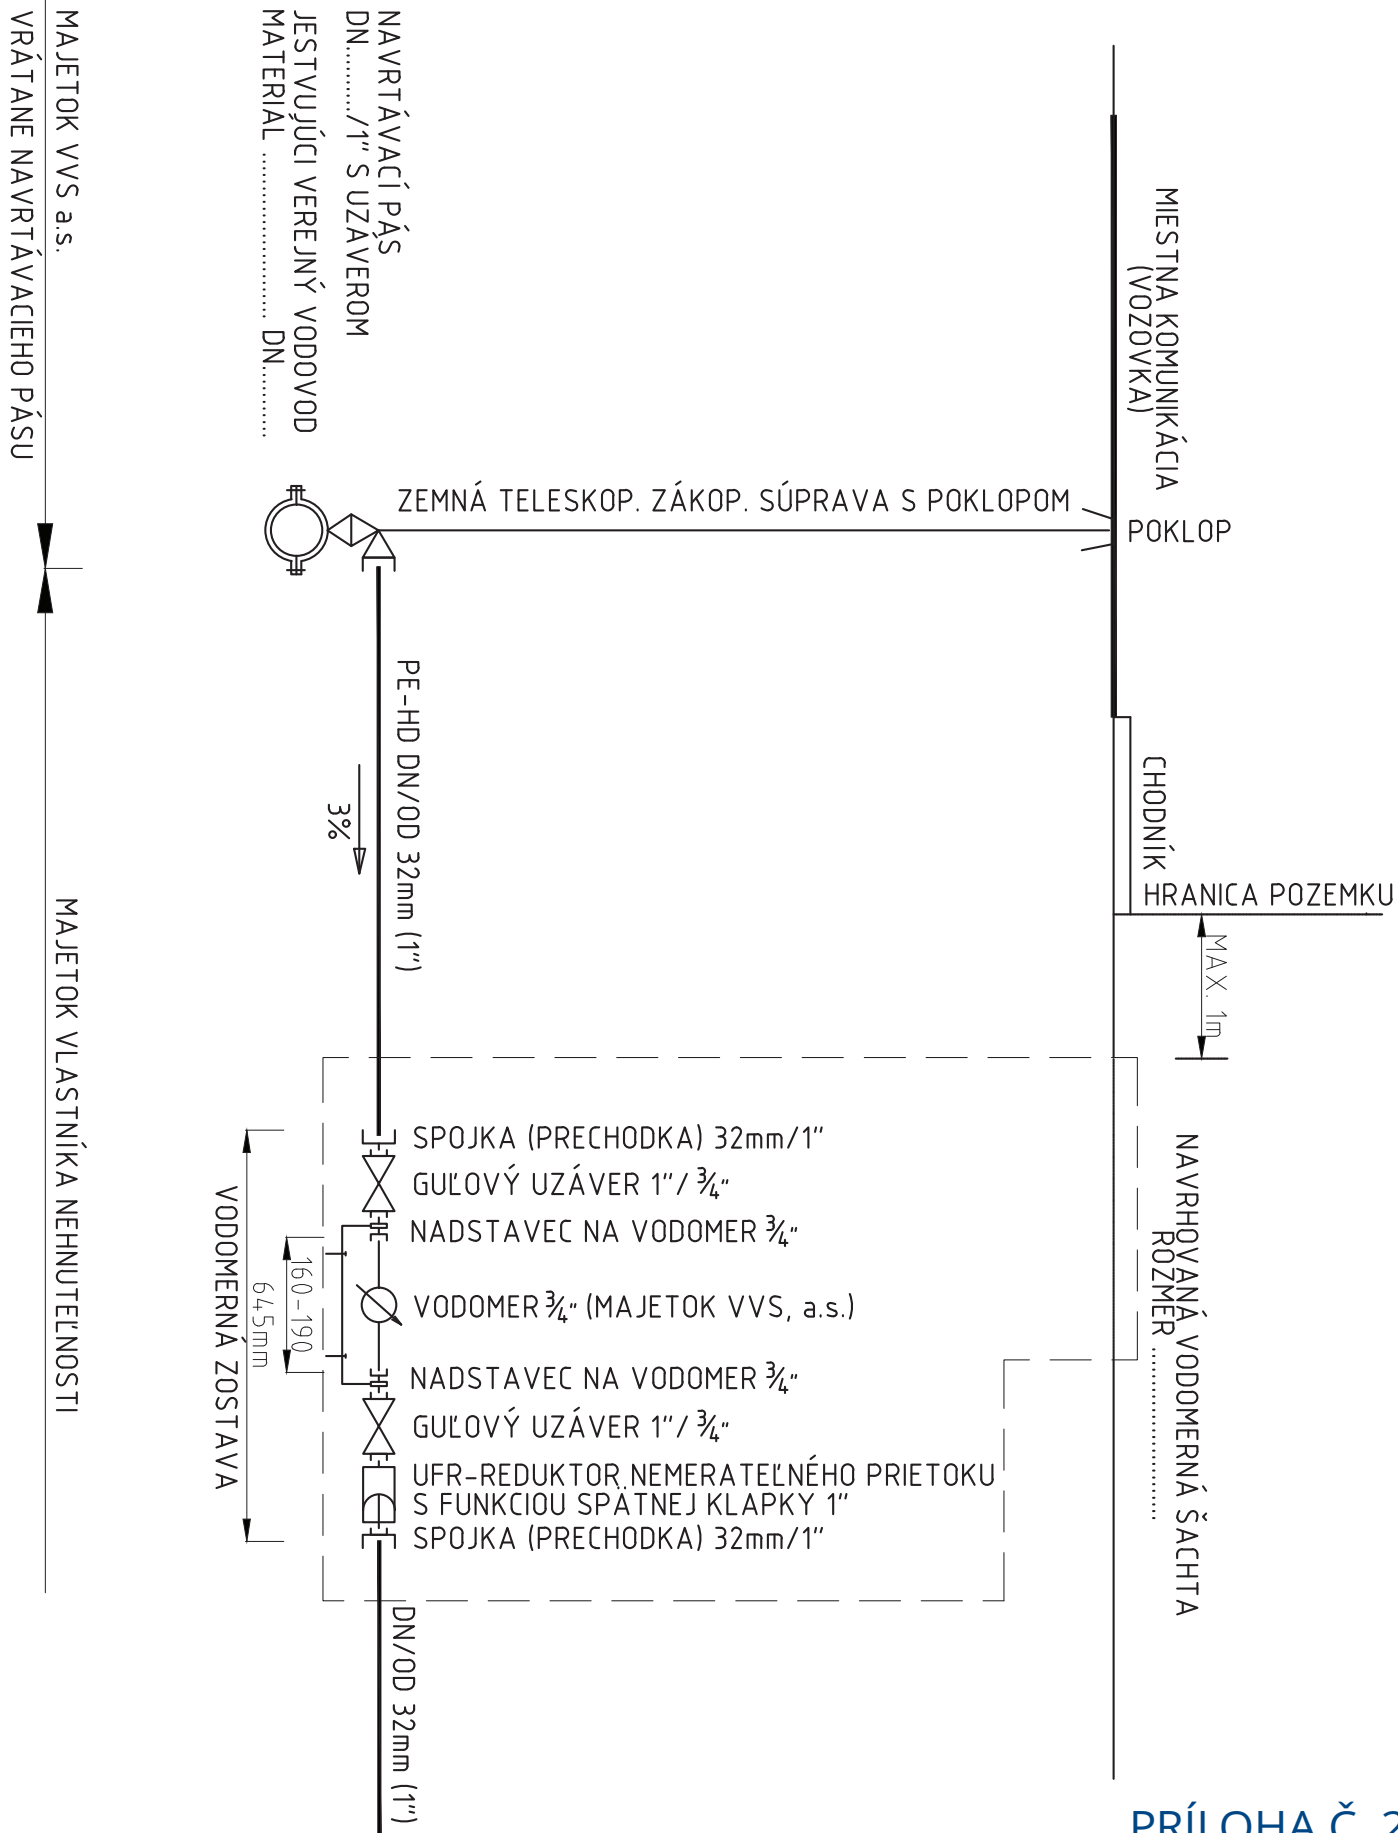 MAJETOK VVS a.s.
VRÁTANE NAVRTÁVACIEHO PÁSU
NAVRTÁVACÍ PÁS
DN........../1" S UZÁVEROM
JESTVUJÚCI VEREJNÝ VODOVOD
MATERIAL ........................... DN............
MIESTNA KOMUNIKÁCIA
(VOZOVKA)
ZEMNÁ TELESKOP. ZÁKOP. SÚPRAVA S POKLOPOM
POKLOP
PE-HD DN/OD 32mm (1")
3%
CHODNÍK
HRANICA POZEMKU
MAX. 1m
MAJETOK VLASTNÍKA NEHNUTEĽNOSTI
NAVRHOVANÁ VODOMERNÁ ŠACHTA
ROZMER ............................
SPOJKA (PRECHODKA) 32mm/1"
GUĽOVÝ UZÁVER 1"/ ¾"
NADSTAVEC NA VODOMER ¾"
VODOMER ¾" (MAJETOK VVS, a.s.)
NADSTAVEC NA VODOMER ¾"
GUĽOVÝ UZÁVER 1"/ ¾"
UFR-REDUKTOR NEMERATEĽNÉHO PRIETOKU
S FUNKCIOU SPÄTNEJ KLAPKY 1"
SPOJKA (PRECHODKA) 32mm/1"
160-190
645mm
VODOMERNÁ ZOSTAVA
DN/OD 32mm (1")
PRÍLOHA Č. 2